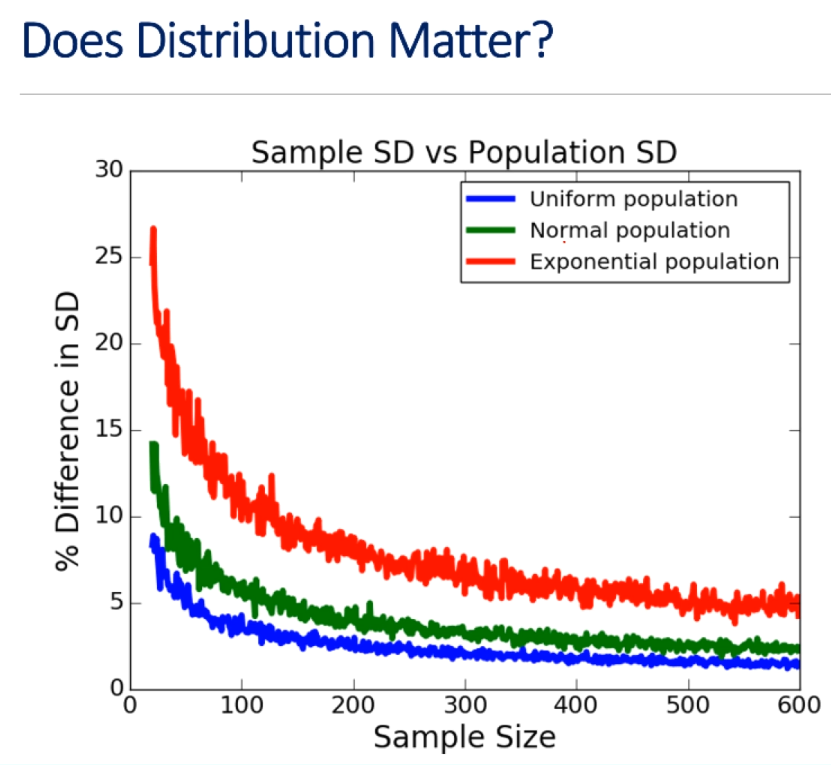 Does Distribution Matter?
Sample SD vs Population SD
30
25
20
15
10
5
0
% Difference in SD
Uniform population
Normal population
Exponential population
0 100 200 300 400 500 600
Sample Size